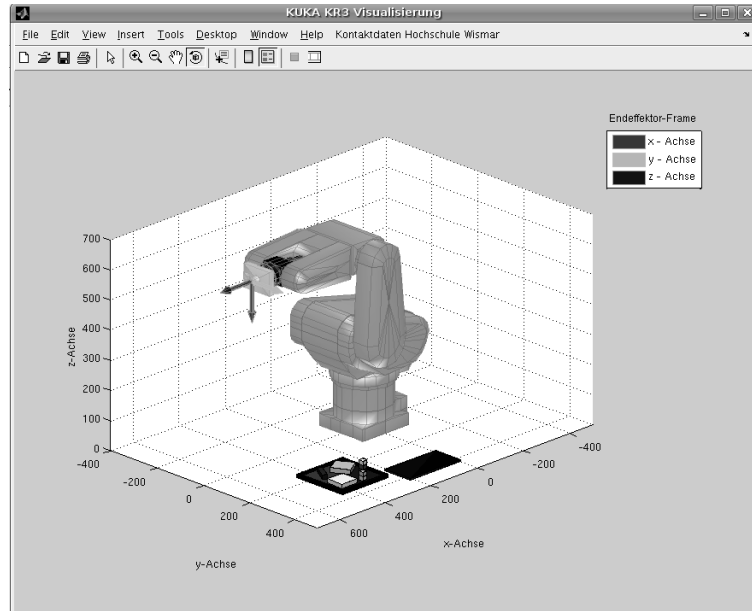 KUKA KR3 Visualisierung
File Edit View Insert Tools Desktop Window Help Kontaktdaten Hochschule Wismar
Endeffektor-Frame
x - Achse
y - Achse
z - Achse
700
600
500
400
300
200
100
0
z-Achse
-400
-200
0
200
400
y-Achse
600
400
200
0
-200
-400
x-Achse